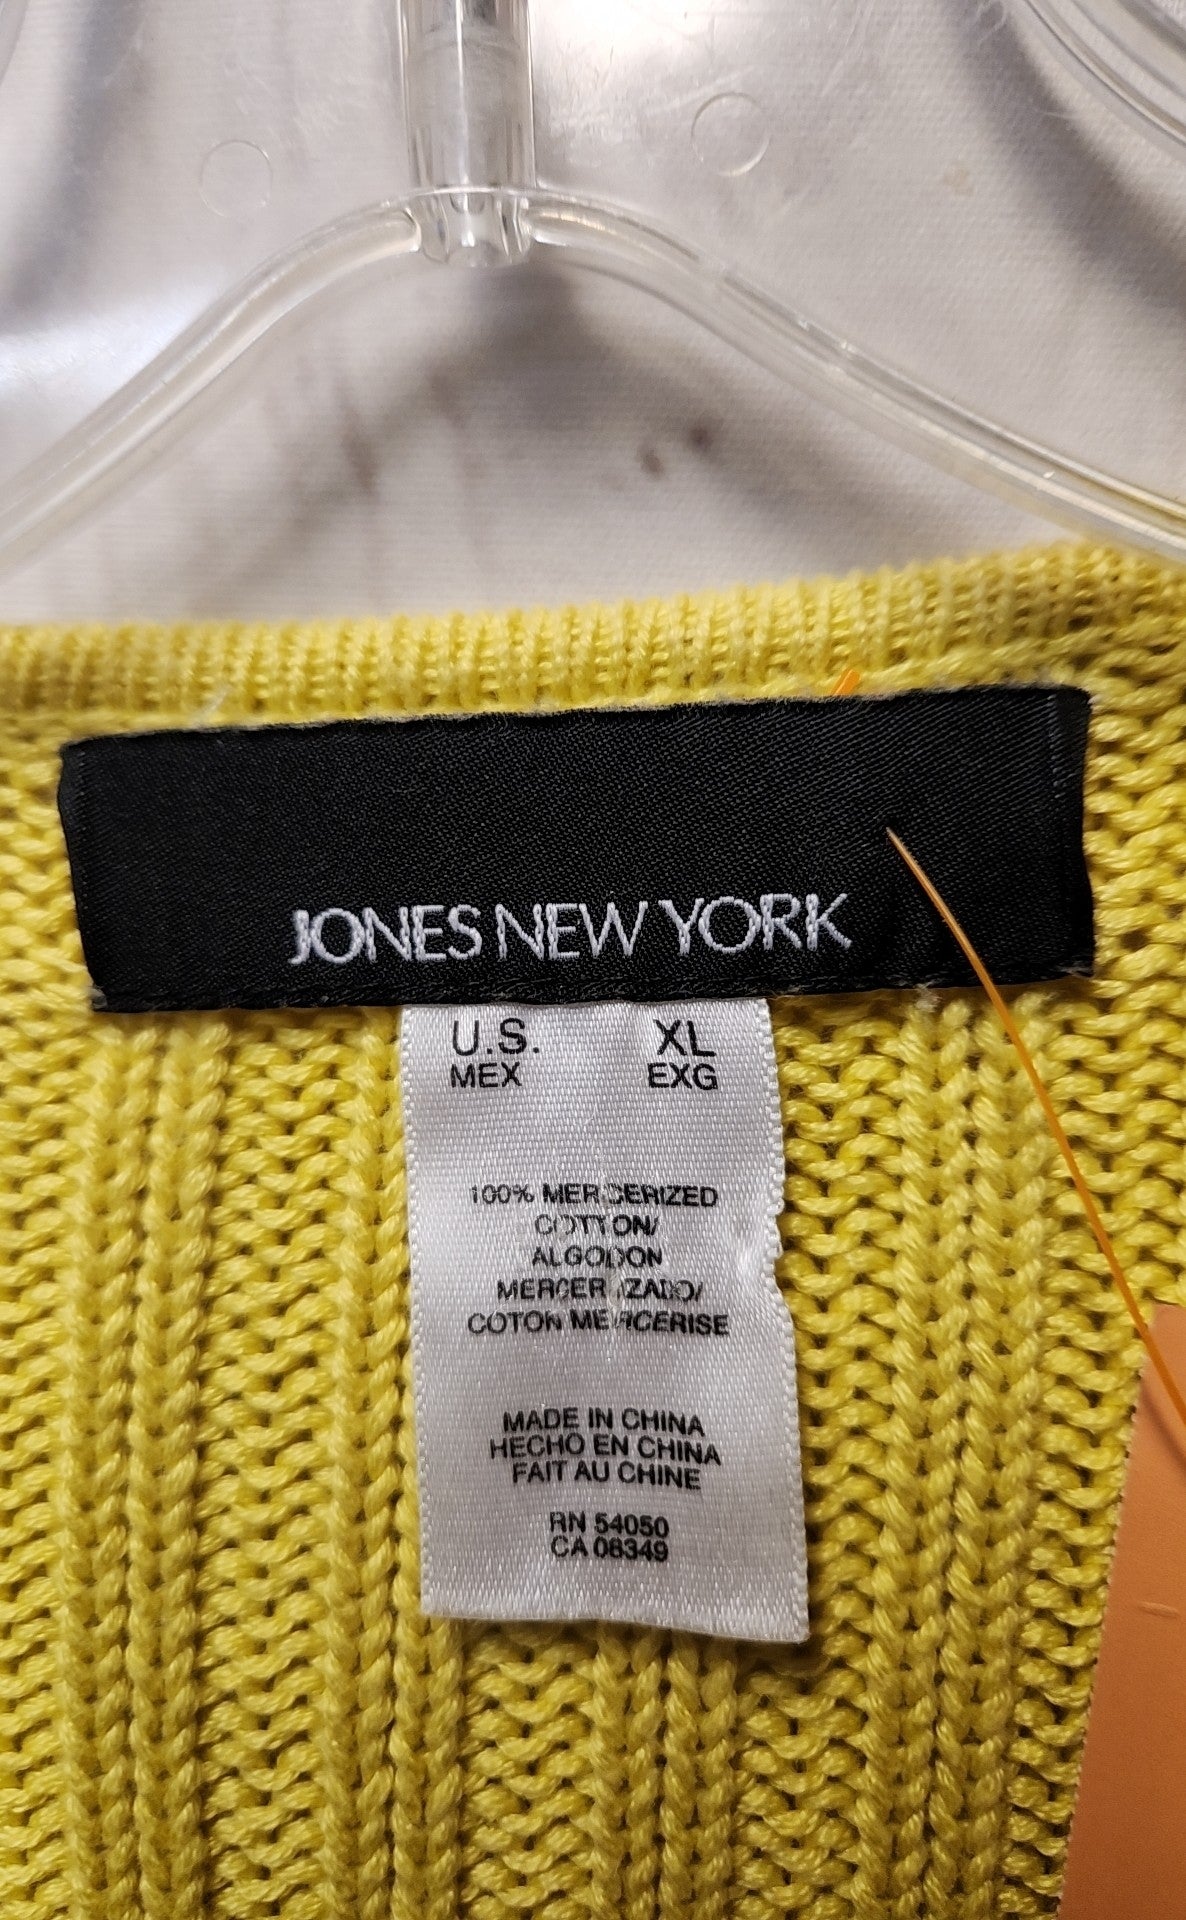 JONES NEW YORK
U.S. XL
MEX EXG
100% MERCERIZED
COTTON/
ALGODON
MERCERIZADO/
COTON MERCERISE
MADE IN CHINA
HECHO EN CHINA
FAIT AU CHINE
RN 54050
CA 08349